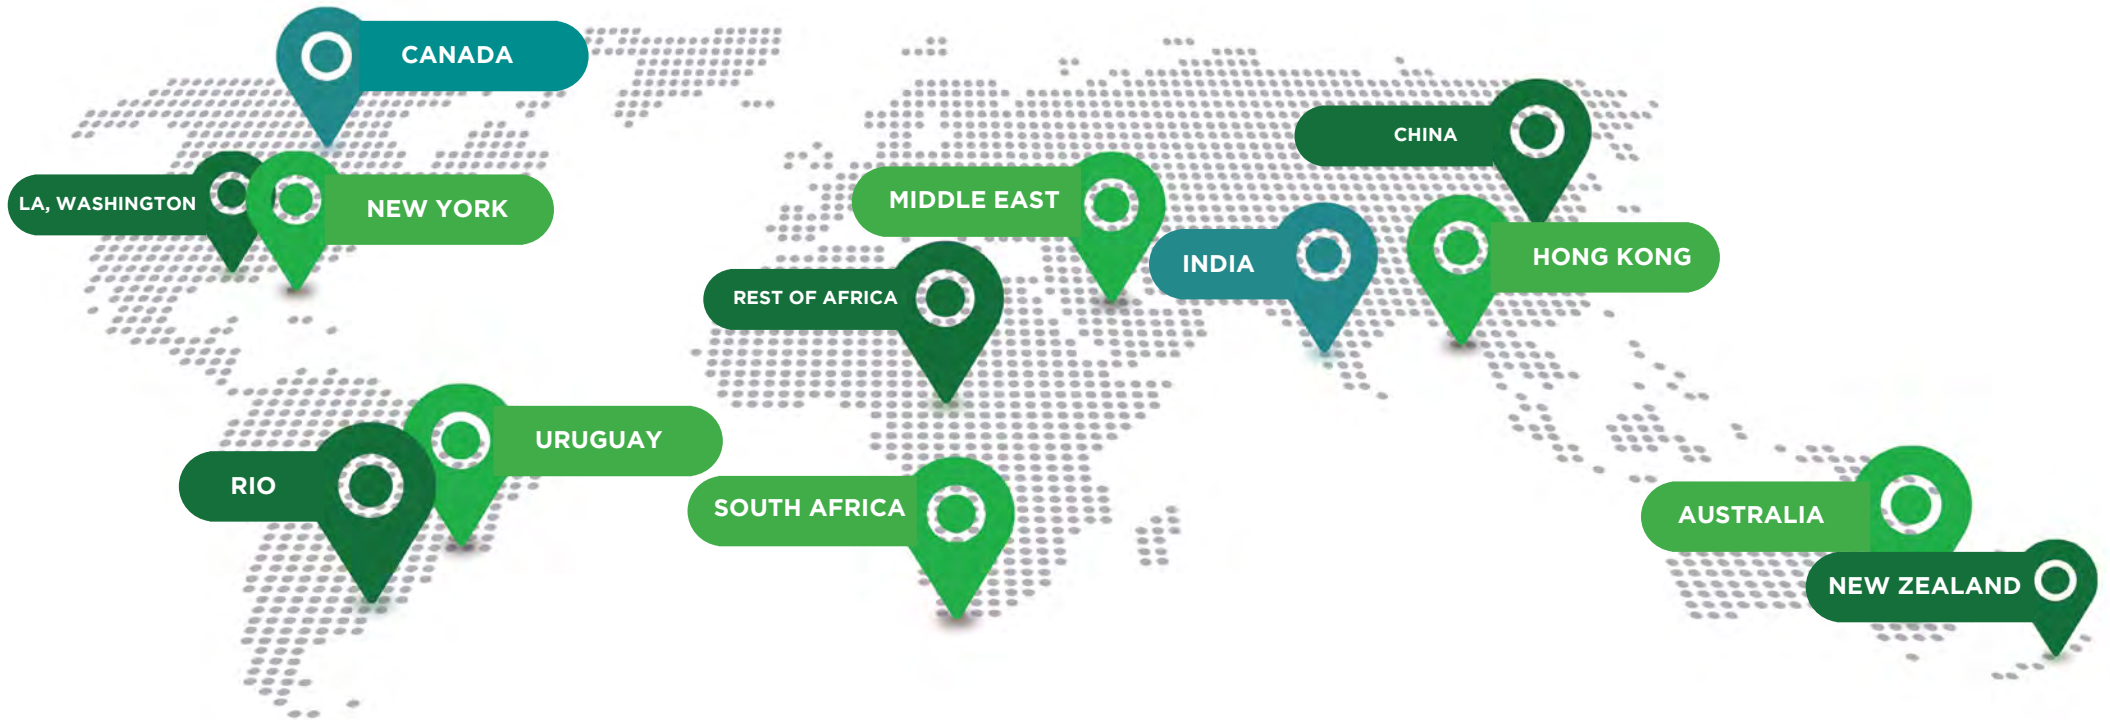 CANADA
CHINA
LA, WASHINGTON
NEW YORK
MIDDLE EAST
INDIA
HONG KONG
REST OF AFRICA
URUGUAY
RIO
SOUTH AFRICA
AUSTRALIA
NEW ZEALAND